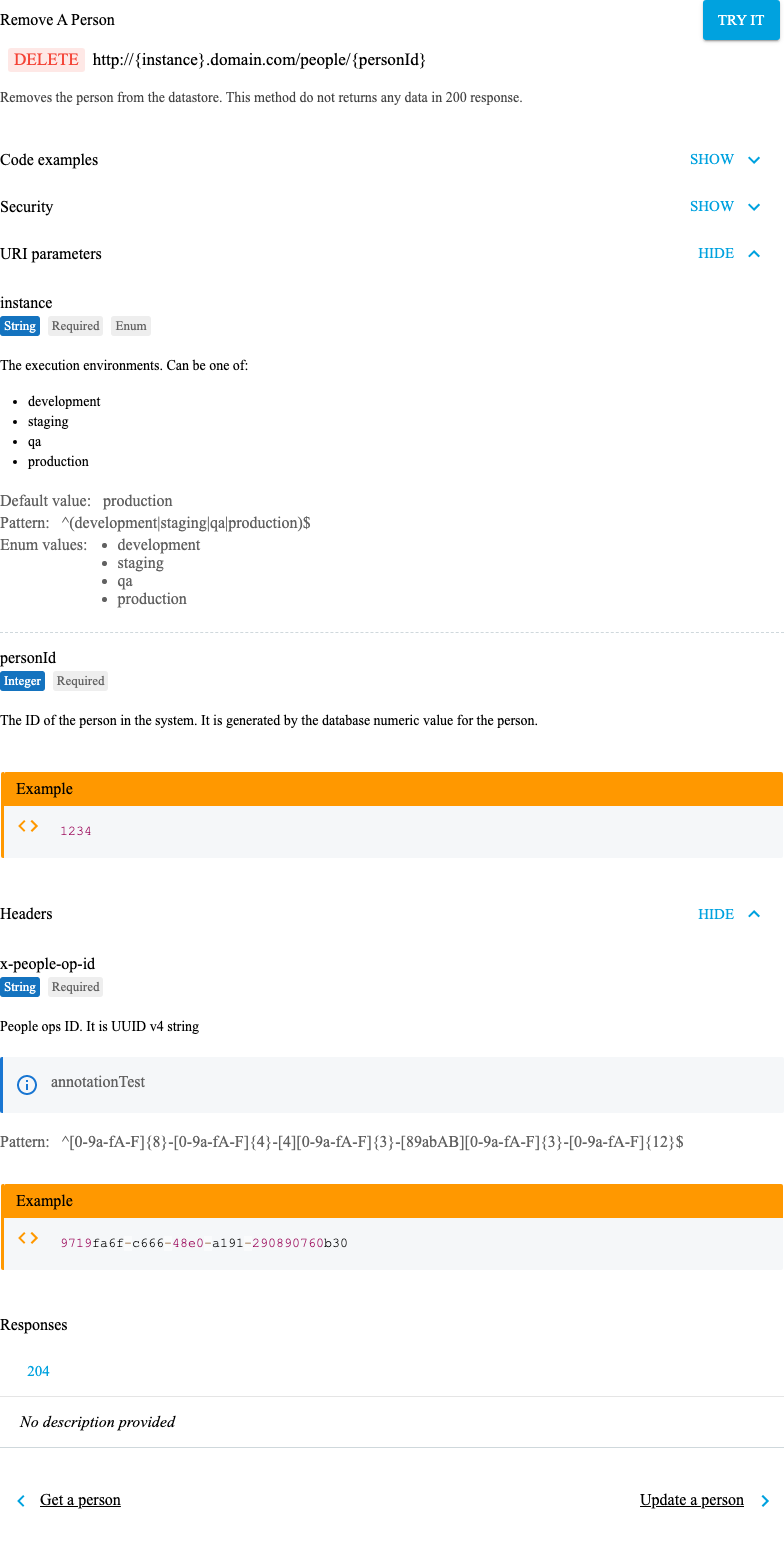 Remove A Person
TRY IT
DELETE http://{instance}.domain.com/people/{personId}
Removes the person from the datastore. This method do not returns any data in 200 response.
Code examples
SHOW
Security
SHOW
URI parameters
HIDE
instance
String Required Enum
The execution environments. Can be one of:
• development
• staging
• qa
• production
Default value: production
Pattern: ^(development|staging|qa|production)$
Enum values: • development
• staging
• qa
• production
personId
Integer Required
The ID of the person in the system. It is generated by the database numeric value for the person.
Example
1234
Headers
HIDE
x-people-op-id
String Required
People ops ID. It is UUID v4 string
annotationTest
Pattern: ^[0-9a-fA-F]{8}-[0-9a-fA-F]{4}-[4][0-9a-fA-F]{3}-[89abAB][0-9a-fA-F]{3}-[0-9a-fA-F]{12}$
Example
9719fa6f-c666-48e0-a191-290890760b30
Responses
204
No description provided
Get a person
Update a person